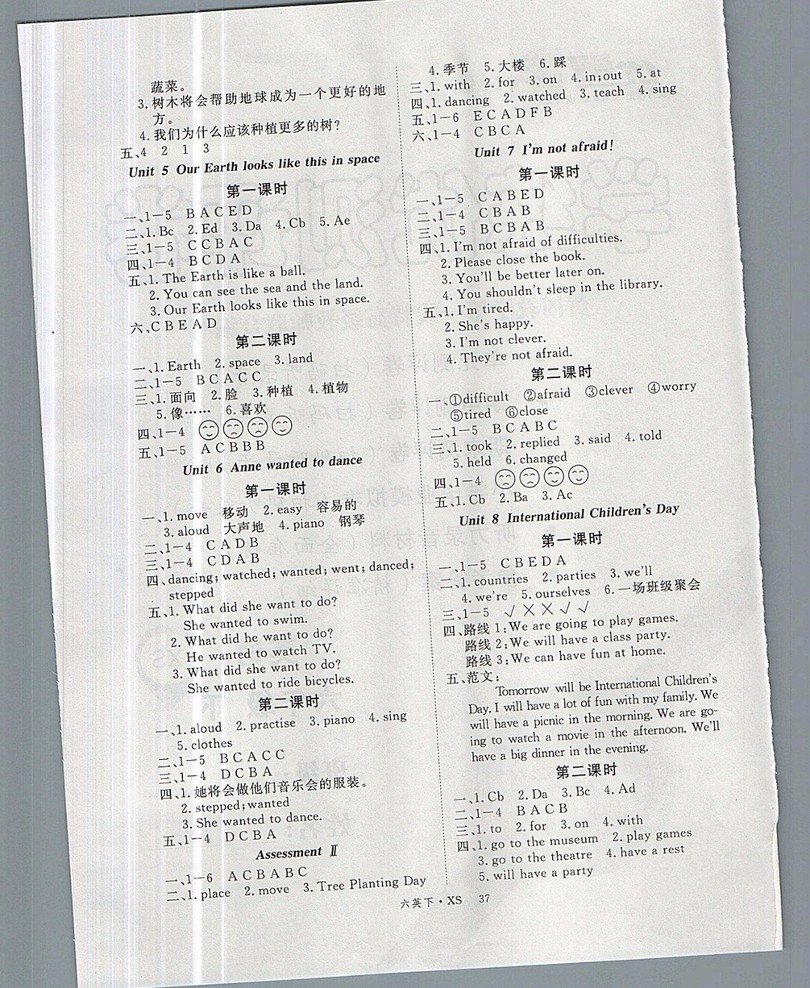 蔬菜。
3.树木将会帮助地球成为一个更好的地
方。
4.我们为什么应该种植更多的树?
五、4 2 1 3
Unit 5 Our Earth looks like this in space
第一课时
一、1-5 B A C E D
二、1.Bc 2.Ed 3.Da 4.Cb 5.Ae
三、1-5 C C B A C
四、1-4 B C D A
五、1.The Earth is like a ball.
2.You can see the sea and the land.
3.Our Earth looks like this in space.
六、C B E A D
第二课时
一、1.Earth 2.space 3.land
二、1-5 B C A C C
三、1.面向 2.脸 3.种植 4.植物
5.像…… 6.喜欢
四、1-4
五、1-5 A C B B B
Unit 6 Anne wanted to dance
第一课时
一、1.move 移动 2.easy 容易的
3.aloud 大声地 4.piano 钢琴
二、1-4 C A D B
三、1-4 C D A B
四、dancing;watched;wanted;went;danced;
stepped
五、1.What did she want to do?
She wanted to swim.
2.What did he want to do?
He wanted to watch TV.
3.What did she want to do?
She wanted to ride bicycles.
第二课时
一、1.aloud 2.practise 3.piano 4.sing
5.clothes
二、1-5 B C A C C
三、1-4 D C B A
四、1.她将会做他们音乐会的服装。
2.stepped;wanted
3.She wanted to dance.
五、1-4 D C B A
Assessment Ⅱ
一、1-6 A C B A B C
二、1.place 2.move 3.Tree Planting Day
4.季节 5.大楼 6.踩
三、1.with 2.for 3.on 4.in;out 5.at
四、1.dancing 2.watched 3.teach 4.sing
五、1-6 E C A D F B
六、1-4 C B C A
Unit 7 I'm not afraid!
第一课时
一、1-5 C A B E D
二、1-4 C B A B
三、1-5 B C B A B
四、1.I'm not afraid of difficulties.
2.Please close the book.
3.You'll be better later on.
4.You shouldn't sleep in the library.
五、1.I'm tired.
2.She's happy.
3.I'm not clever.
4.They're not afraid.
第二课时
一、①difficult ②afraid ③clever ④worry
⑤tired ⑥close
二、1-5 B C A B C
三、1.took 2.replied 3.said 4.told
5.held 6.changed
四、1-4
五、1.Cb 2.Ba 3.Ac
Unit 8 International Children's Day
第一课时
一、1-5 C B E D A
二、1.countries 2.parties 3.we'll
4.we're 5.ourselves 6.一场班级聚会
三、1-5 √ × × √ √
四、路线1:We are going to play games.
路线2:We will have a class party.
路线3:We can have fun at home.
五、范文:
Tomorrow will be International Children's
Day. I will have a lot of fun with my family. We
will have a picnic in the morning. We are go-
ing to watch a movie in the afternoon. We'll
have a big dinner in the evening.
第二课时
一、1.Cb 2.Da 3.Bc 4.Ad
二、1-4 B A C B
三、1.to 2.for 3.on 4.with
四、1.go to the museum 2.play games
3.go to the theatre 4.have a rest
5.will have a party
六英下·XS 37